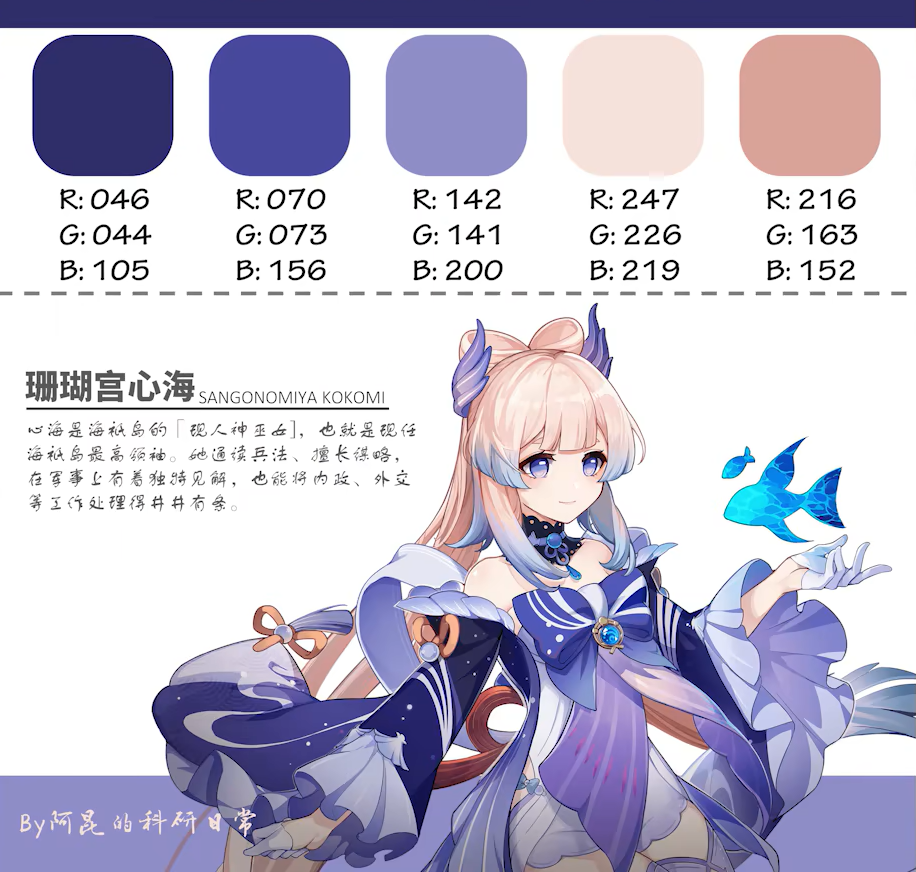 R: 046
G: 044
B: 105
R: 070
G: 073
B: 156
R: 142
G: 141
B: 200
R: 247
G: 226
B: 219
R: 216
G: 163
B: 152
珊瑚宫心海 SANGONOMIYA KOKOMI
心海是海祇岛的「现人神巫女」，也就是现任
海祇岛最高领袖。她通读兵法、擅长谋略，
在军事上有着独特见解，也能将内政、外交
等工作处理得井井有条。
By阿昆的科研日常